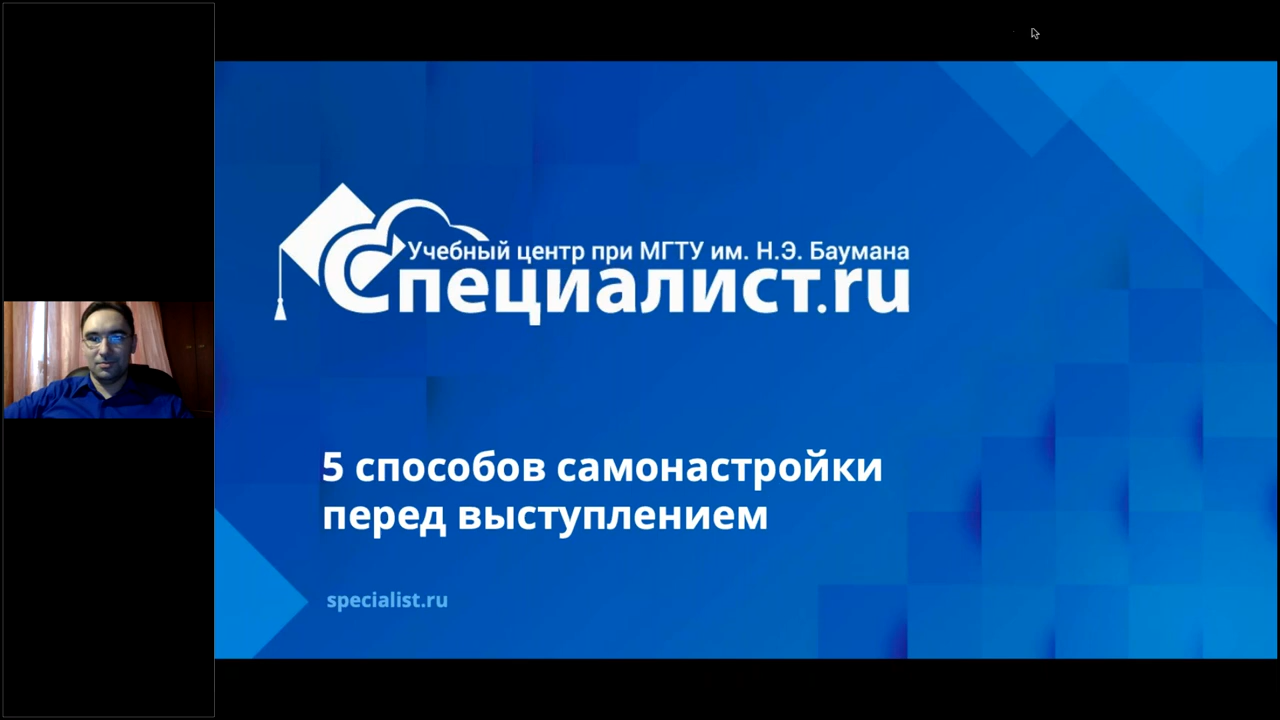 Учебный центр при МГТУ им. Н.Э. Баумана
Специалист.ru
5 способов самонастройки
перед выступлением
specialist.ru